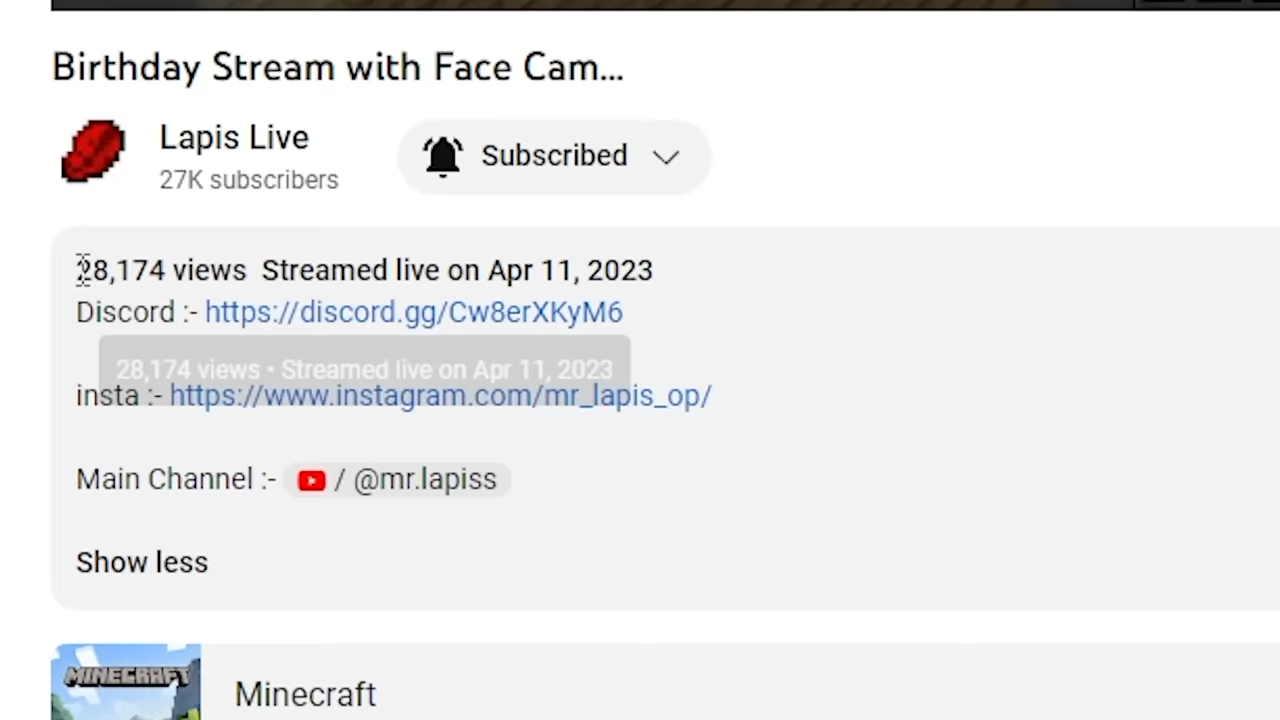 Birthday Stream with Face Cam...
Lapis Live
27K subscribers
Subscribed
28,174 views  Streamed live on Apr 11, 2023
Discord :- https://discord.gg/Cw8erXKyM6
28,174 views • Streamed live on Apr 11, 2023
insta :- https://www.instagram.com/mr_lapis_op/
Main Channel :- / @mr.lapiss
Show less
MINECRAFT
Minecraft